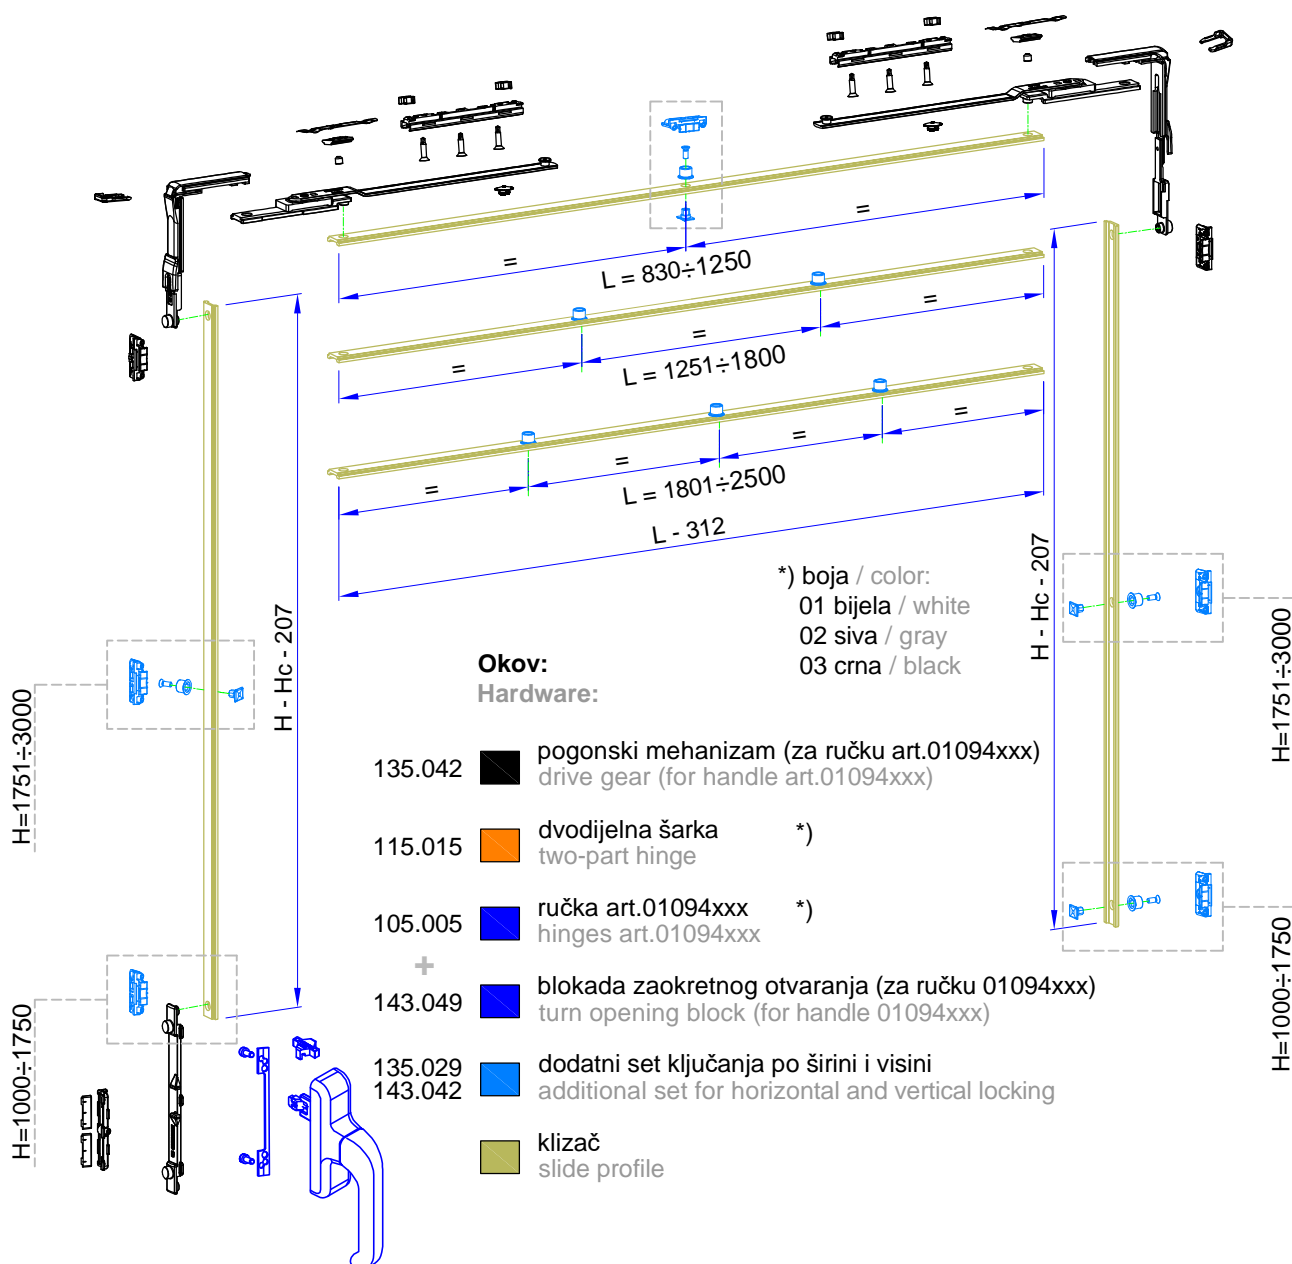 =
=
L = 830÷1250
=
=
=
L = 1251÷1800
=
=
=
=
L = 1801÷2500
L - 312
H - Hc - 207
H - Hc - 207
H=1751÷3000
H=1000÷1750
H=1751÷3000
H=1000÷1750
*) boja / color:
01 bijela / white
02 siva / gray
03 crna / black
Okov:
Hardware:
135.042 pogonski mehanizam (za ručku art.01094xxx)
drive gear (for handle art.01094xxx)
115.015 dvodijelna šarka *)
two-part hinge
105.005 ručka art.01094xxx *)
hinges art.01094xxx
+
143.049 blokada zaokretnog otvaranja (za ručku 01094xxx)
turn opening block (for handle 01094xxx)
135.029 dodatni set ključanja po širini i visini
143.042 additional set for horizontal and vertical locking
klizač
slide profile